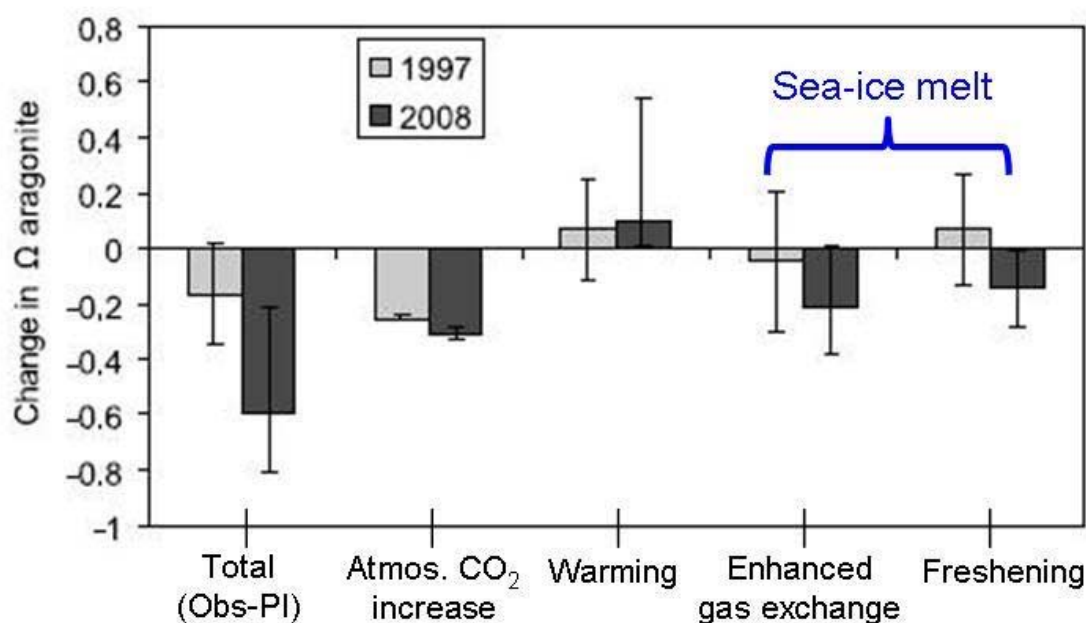 0.8
0.6
0.4
0.2
0
-0.2
-0.4
-0.6
-0.8
-1
Change in Ω aragonite
1997
2008
Sea-ice melt
Total
(Obs-PI)
Atmos. CO₂
increase
Warming
Enhanced
gas exchange
Freshening